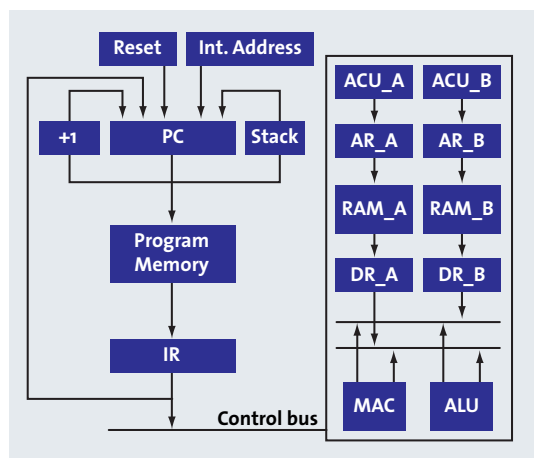 Reset
Int. Address
+1
PC
Stack
Program
Memory
IR
Control bus
ACU_A
ACU_B
AR_A
AR_B
RAM_A
RAM_B
DR_A
DR_B
MAC
ALU